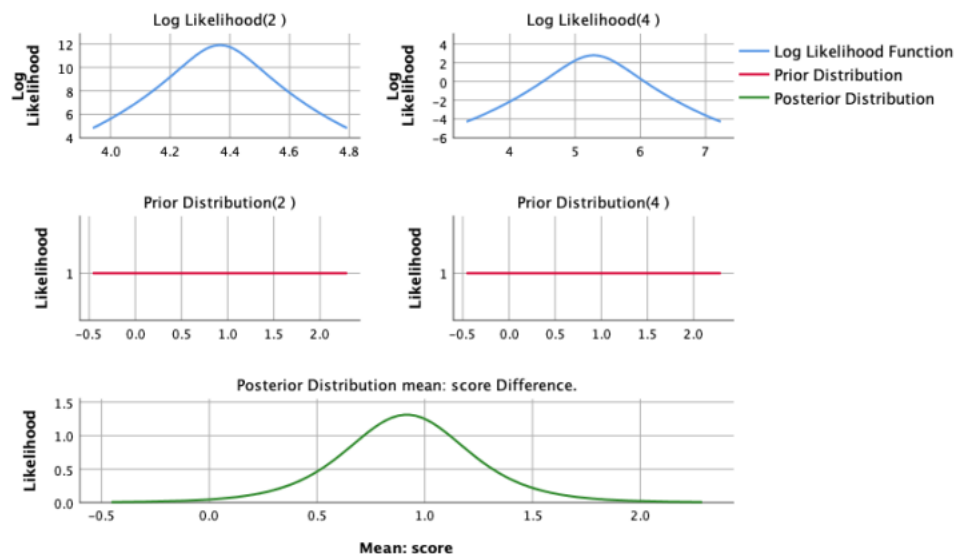 Log Likelihood(2 )
Log Likelihood(4 )
Log
Likelihood
12
10
8
6
4
4.0 4.2 4.4 4.6 4.8
Log
Likelihood
4
2
0
−2
−4
−6
4 5 6 7
Log Likelihood Function
Prior Distribution
Posterior Distribution
Prior Distribution(2 )
Prior Distribution(4 )
Likelihood
1
−0.5 0.0 0.5 1.0 1.5 2.0
Likelihood
1
−0.5 0.0 0.5 1.0 1.5 2.0
Posterior Distribution mean: score Difference.
Likelihood
1.5
1.0
0.5
0.0
−0.5 0.0 0.5 1.0 1.5 2.0
Mean: score